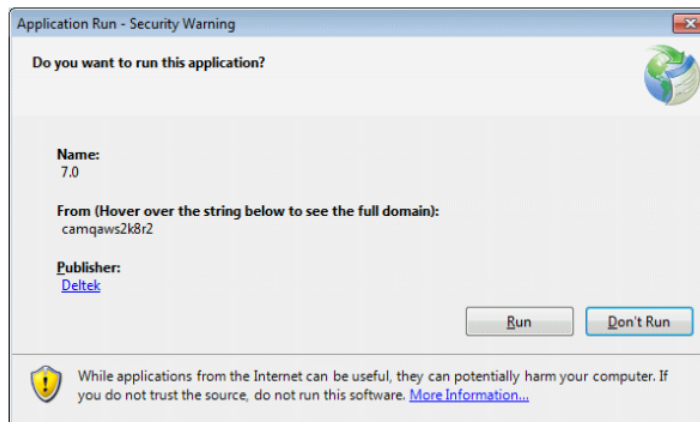 Application Run - Security Warning
Do you want to run this application?
Name:
7.0
From (Hover over the string below to see the full domain):
camqaws2k8r2
Publisher:
Deltek
Run
Don't Run
While applications from the Internet can be useful, they can potentially harm your computer. If
you do not trust the source, do not run this software. More Information...